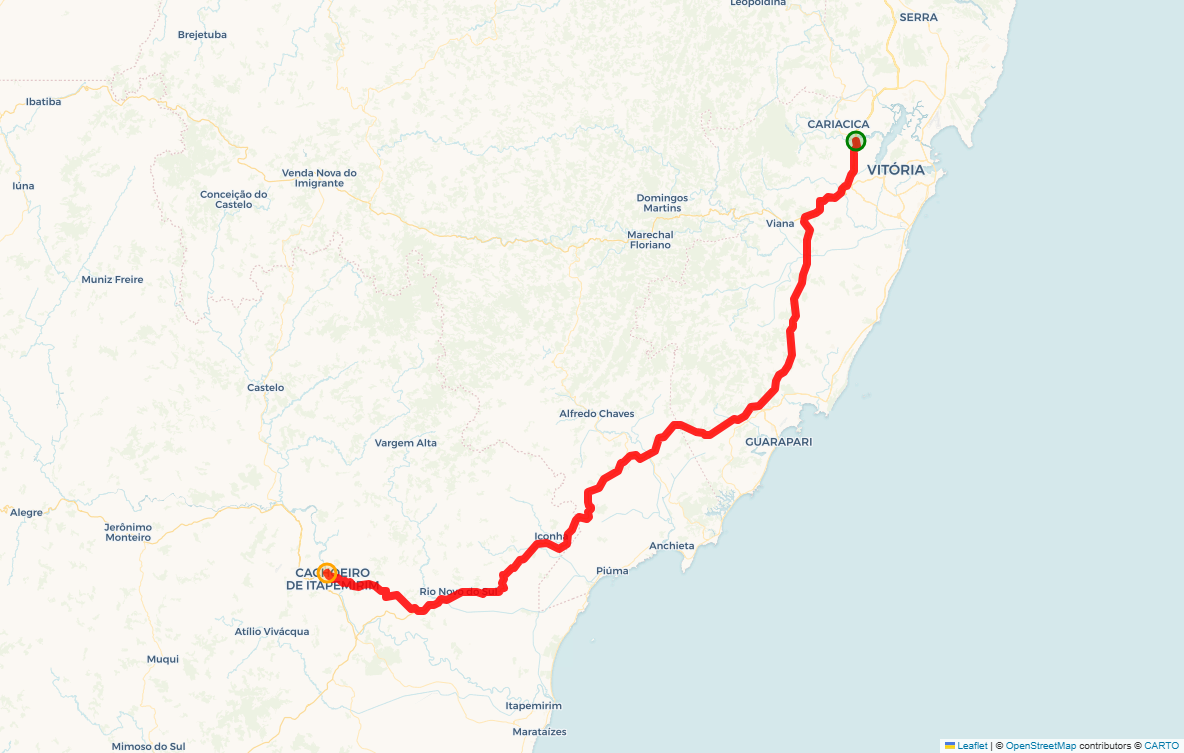 Leopoldina
SERRA
Brejetuba
Ibatiba
CARIACICA
VITÓRIA
Venda Nova do
Imigrante
Iúna
Conceição do
Castelo
Domingos
Martins
Viana
Marechal
Floriano
Muniz Freire
Castelo
Alfredo Chaves
Vargem Alta
GUARAPARI
Alegre
Jerônimo
Monteiro
Iconha
Anchieta
Piúma
CACHOEIRO
DE ITAPEMIRIM
Rio Novo do Sul
Atílio Vivácqua
Muqui
Itapemirim
Marataízes
Mimoso do Sul
Leaflet | © OpenStreetMap contributors © CARTO